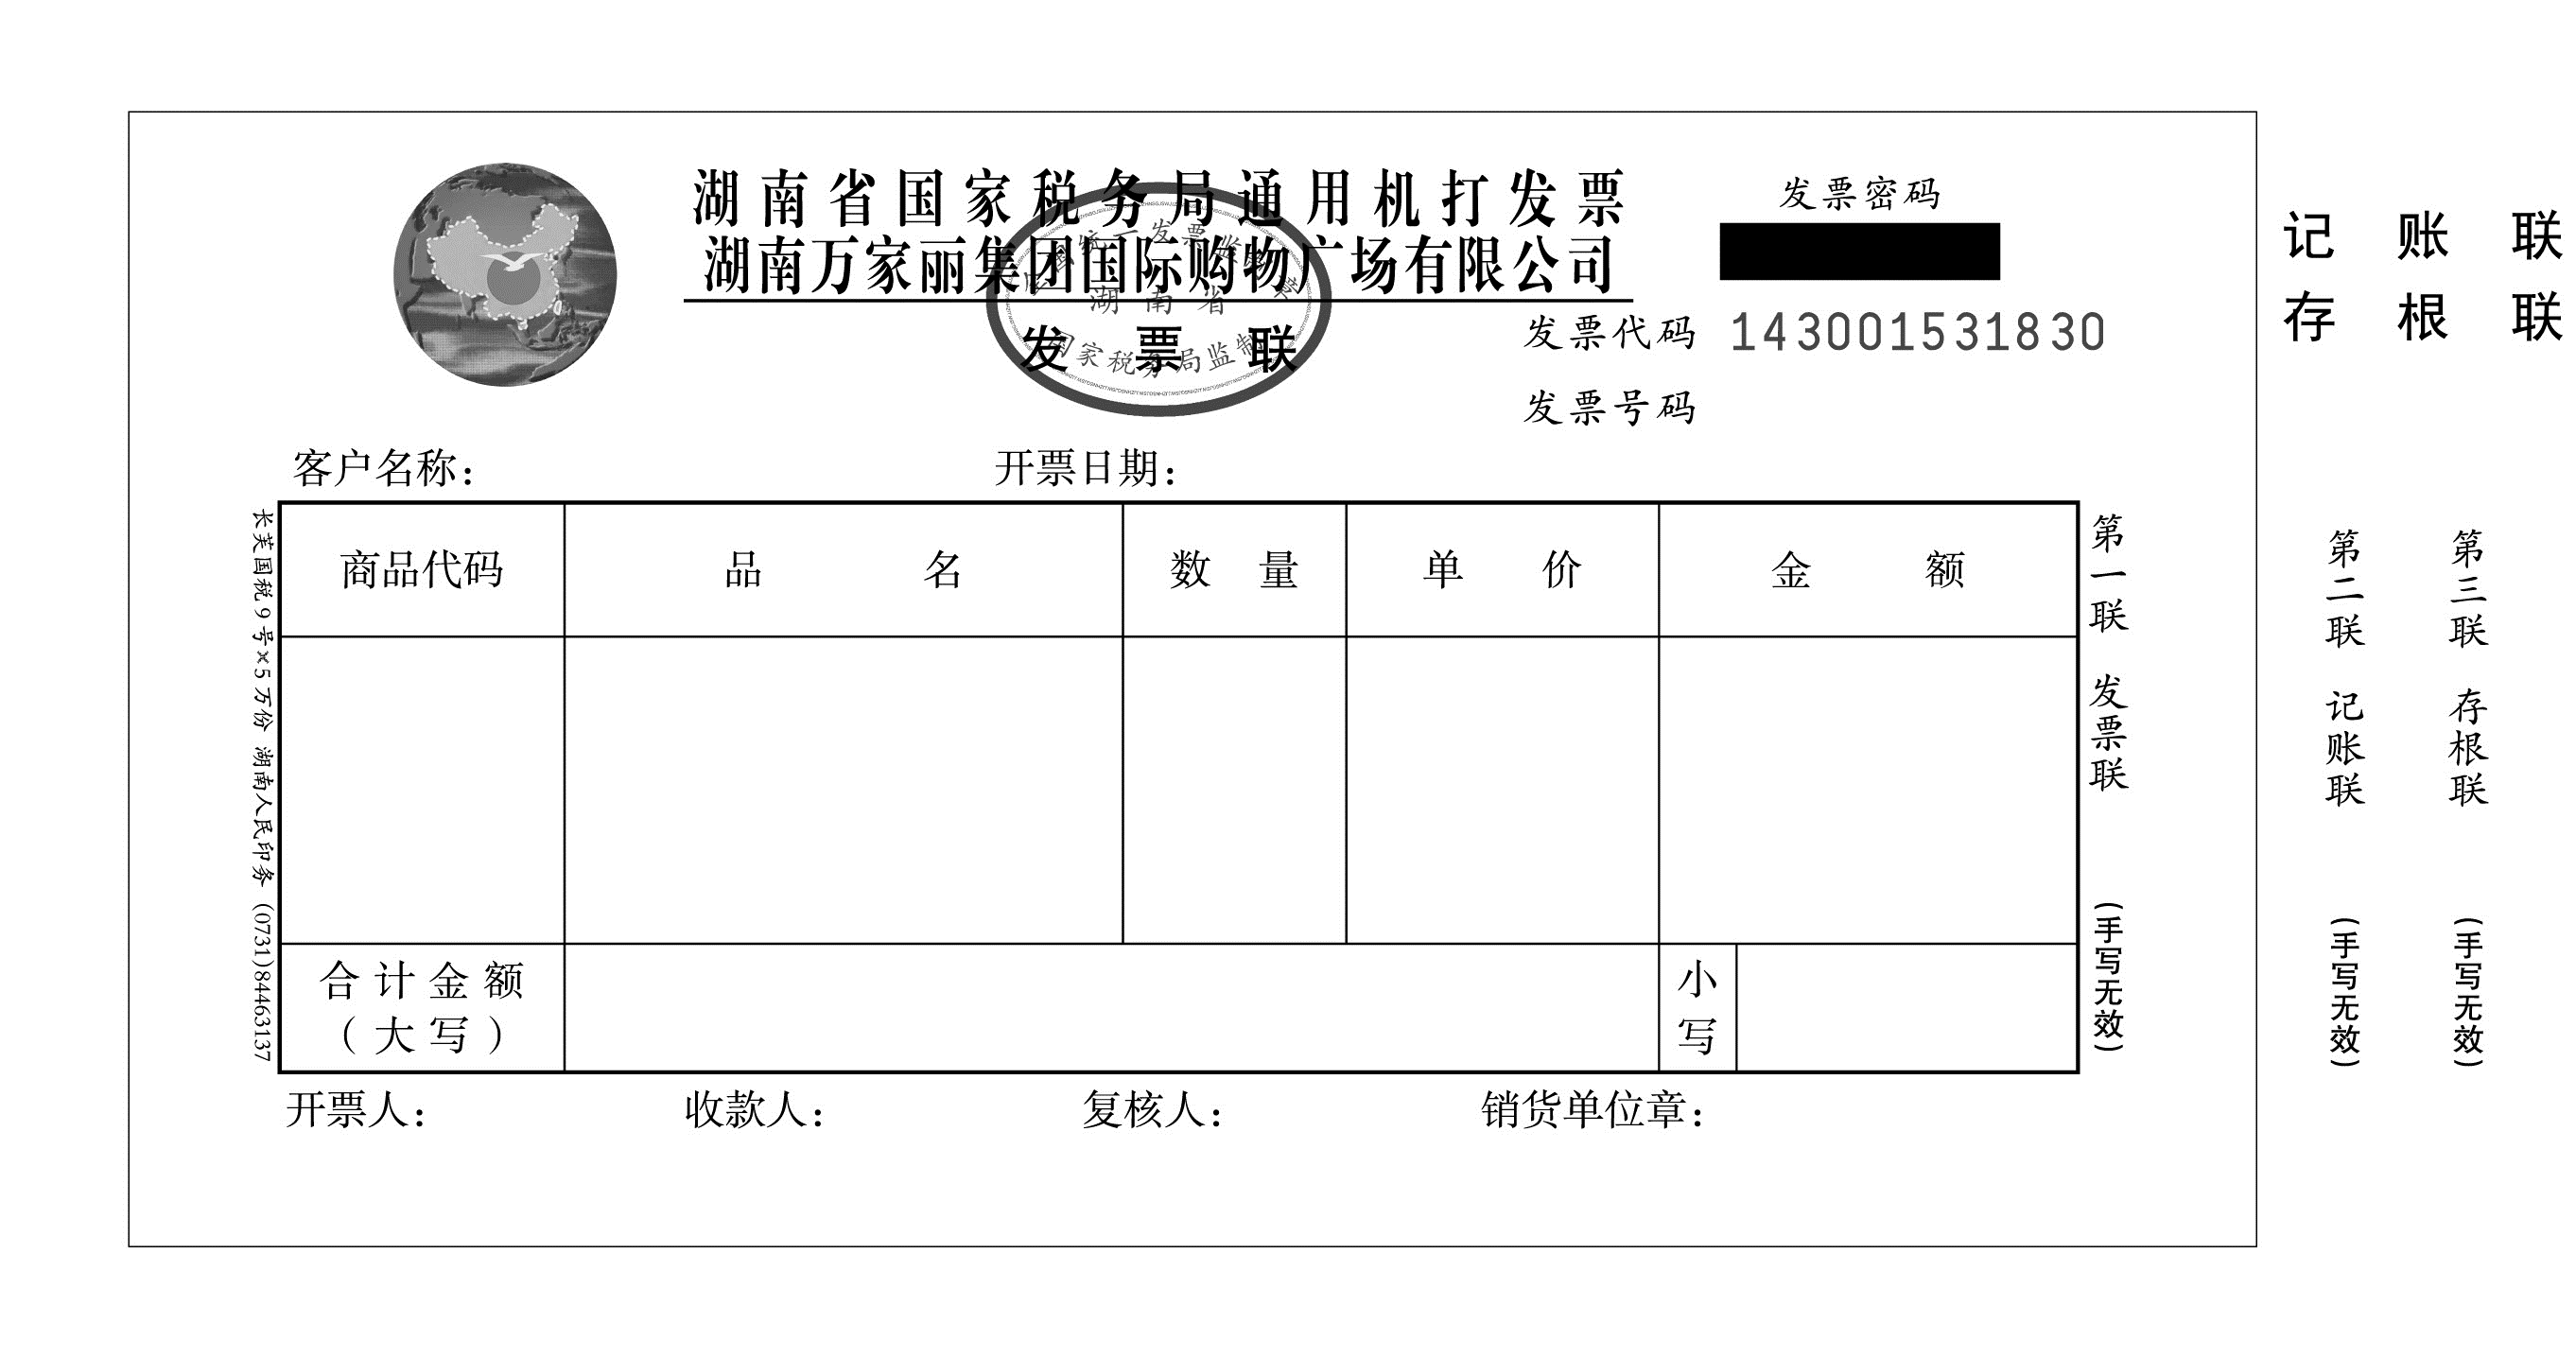 湖南省国家税务局通用机打发票
湖南万家丽集团国际购物广场有限公司
全国统一发票监制章
湖南省
国家税务局监制
发票联
发票密码
发票代码 143001531830
发票号码
记账联
存根联
客户名称：
开票日期：
商品代码 品名 数量 单价 金额
合计金额
（大写）
小写
开票人： 收款人： 复核人： 销货单位章：
长芙国税9号×5万份 湖南人民印务 (0731)84463137
第一联 发票联 (手写无效)
第二联 记账联 (手写无效)
第三联 存根联 (手写无效)